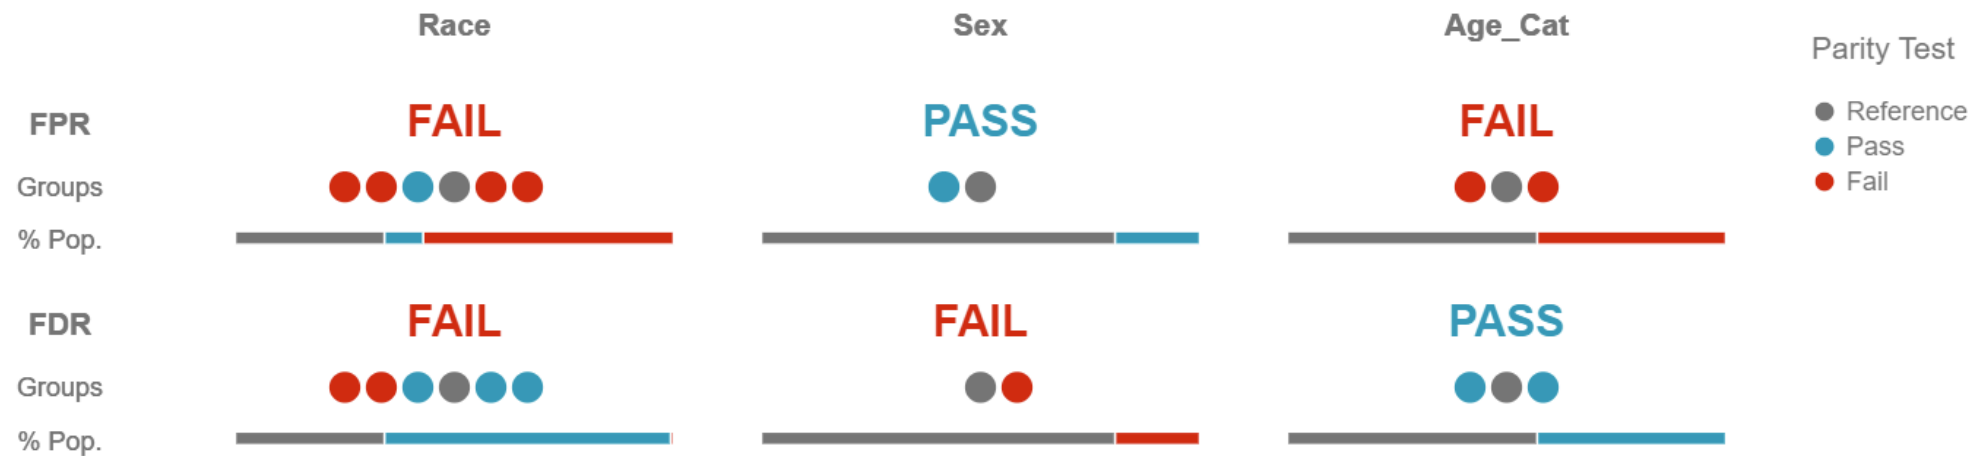 Race Sex Age_Cat
Parity Test
Reference
Pass
Fail
FPR FAIL PASS FAIL
Groups
% Pop.
FDR FAIL FAIL PASS
Groups
% Pop.